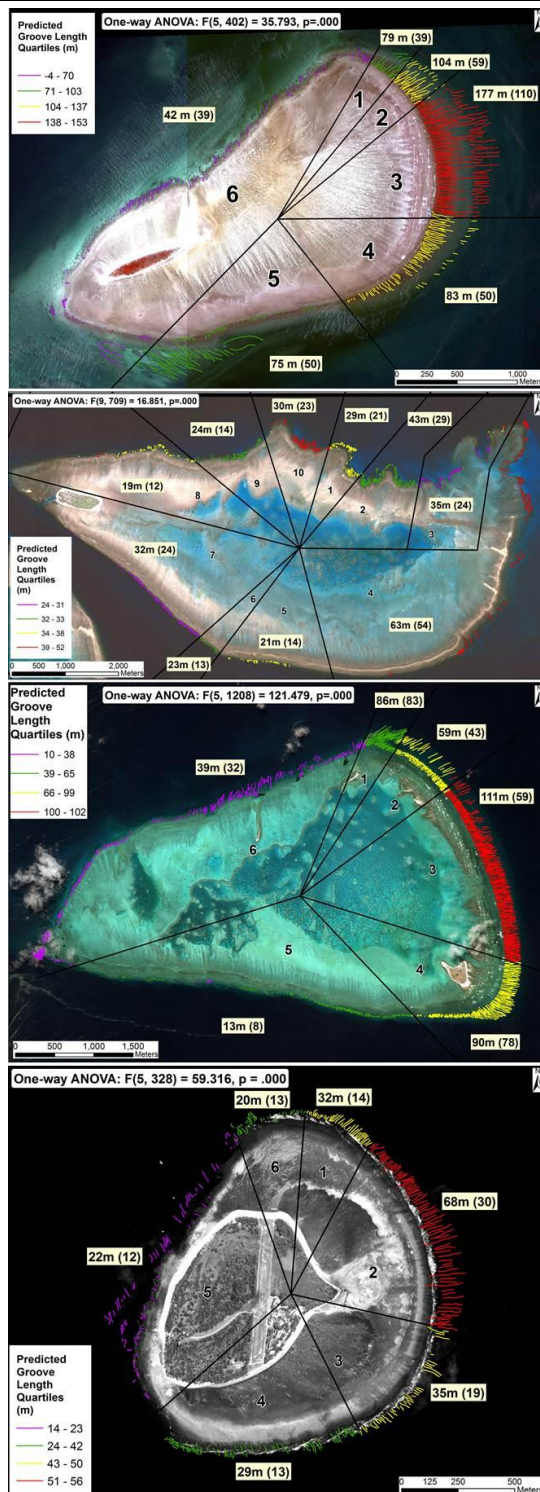 One-way ANOVA: F(5, 402) = 35.793, p=.000
Predicted
Groove Length
Quartiles (m)
-4 - 70
71 - 103
104 - 137
138 - 153
79 m (39)
104 m (59)
177 m (110)
42 m (39)
1
2
3
6
4
5
83 m (50)
75 m (50)
0 250 500 1,000
Meters
One-way ANOVA: F(9, 709) = 16.851, p=.000
30m (23)
29m (21)
43m (29)
24m (14)
19m (12)
35m (24)
10
9
8
1
2
3
7
4
6
5
32m (24)
63m (54)
21m (14)
23m (13)
Predicted
Groove Length
Quartiles
(m)
24 - 31
32 - 33
34 - 38
39 - 52
0 500 1,000 2,000
Meters
One-way ANOVA: F(5, 1208) = 121.479, p=.000
Predicted
Groove
Length
Quartiles (m)
10 - 38
39 - 65
66 - 99
100 - 102
86m (83)
59m (43)
111m (59)
39m (32)
1
2
3
6
5
4
13m (8)
90m (78)
0 500 1,000 1,500
Meters
One-way ANOVA: F(5, 328) = 59.316, p = .000
20m (13)
32m (14)
68m (30)
22m (12)
6
1
2
5
3
4
35m (19)
29m (13)
Predicted
Groove
Length
Quartiles
(m)
14 - 23
24 - 42
43 - 50
51 - 56
0 125 250 500
Meters